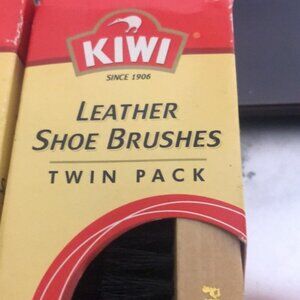 KIWI
SINCE 1906
LEATHER
SHOE BRUSHES
TWIN PACK